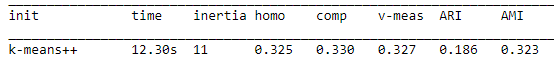 init time inertia homo comp v-meas ARI AMI
k-means++ 12.30s 11 0.325 0.330 0.327 0.186 0.323